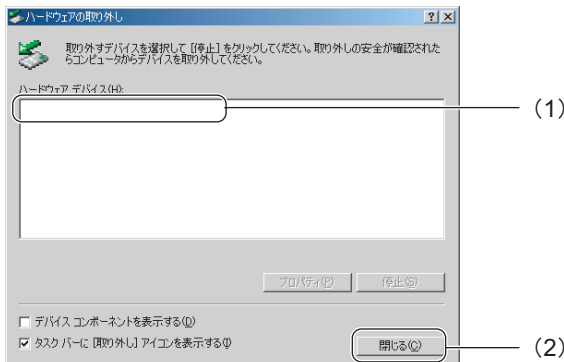 ハードウェアの取り外し
取り外すデバイスを選択して [停止] をクリックしてください。取り外しの安全が確認された
らコンピュータからデバイスを取り外してください。
ハードウェア デバイス(H):
(1)
プロパティ(P) 停止(S)
デバイス コンポーネントを表示する(D)
タスク バーに [取り外し] アイコンを表示する(I)
閉じる(C)
(2)